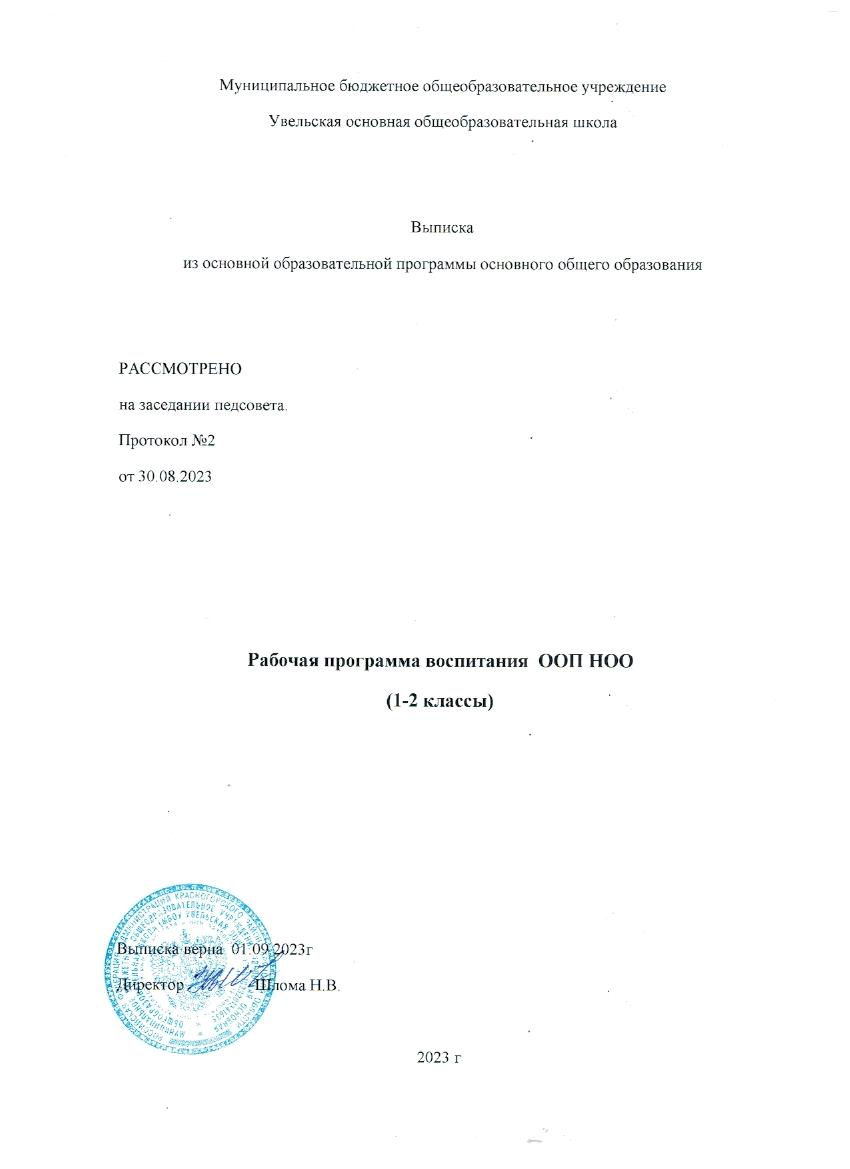 Муниципальное бюджетное общеобразовательное учреждение
Увельская основная общеобразовательная школа
Выписка
из основной образовательной программы основного общего образования
РАССМОТРЕНО
на заседании педсовета.
Протокол №2
от 30.08.2023
Рабочая программа воспитания  ООП НОО
(1-2 классы)
Выписка верна  01.09.2023г
Директор Шлома Н.В.
2023 г